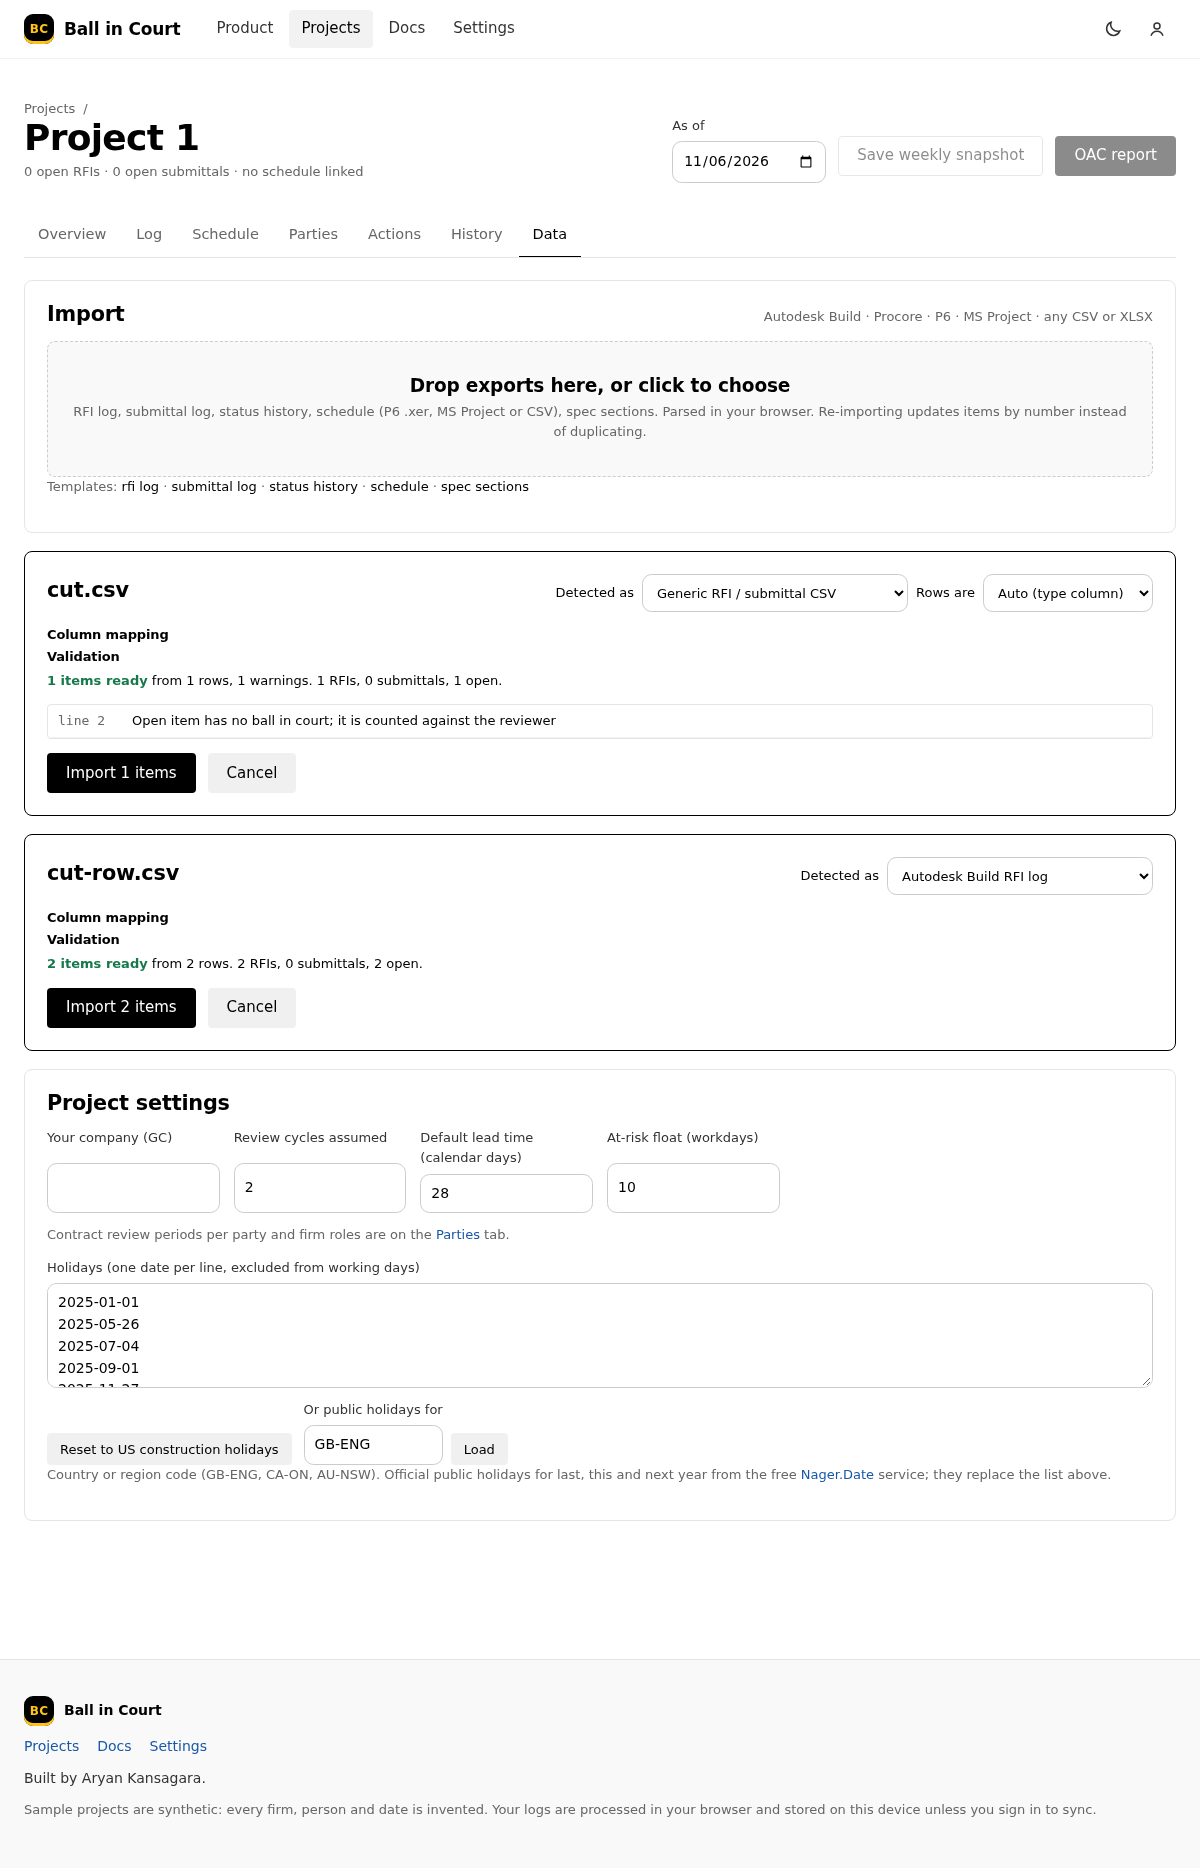 BC Ball in Court Product Projects Docs Settings
Projects /
Project 1
0 open RFIs · 0 open submittals · no schedule linked
As of
11/06/2026
Save weekly snapshot
OAC report
Overview Log Schedule Parties Actions History Data
Import
Autodesk Build · Procore · P6 · MS Project · any CSV or XLSX
Drop exports here, or click to choose
RFI log, submittal log, status history, schedule (P6 .xer, MS Project or CSV), spec sections. Parsed in your browser. Re-importing updates items by number instead
of duplicating.
Templates: rfi log · submittal log · status history · schedule · spec sections
cut.csv
Detected as Generic RFI / submittal CSV Rows are Auto (type column)
Column mapping
Validation
1 items ready from 1 rows, 1 warnings. 1 RFIs, 0 submittals, 1 open.
line 2 Open item has no ball in court; it is counted against the reviewer
Import 1 items Cancel
cut-row.csv
Detected as Autodesk Build RFI log
Column mapping
Validation
2 items ready from 2 rows. 2 RFIs, 0 submittals, 2 open.
Import 2 items Cancel
Project settings
Your company (GC)
Review cycles assumed
2
Default lead time
(calendar days)
28
At-risk float (workdays)
10
Contract review periods per party and firm roles are on the Parties tab.
Holidays (one date per line, excluded from working days)
2025-01-01
2025-05-26
2025-07-04
2025-09-01
2025-11-27
Reset to US construction holidays
Or public holidays for
GB-ENG
Load
Country or region code (GB-ENG, CA-ON, AU-NSW). Official public holidays for last, this and next year from the free Nager.Date service; they replace the list above.
BC Ball in Court
Projects Docs Settings
Built by Aryan Kansagara.
Sample projects are synthetic: every firm, person and date is invented. Your logs are processed in your browser and stored on this device unless you sign in to sync.